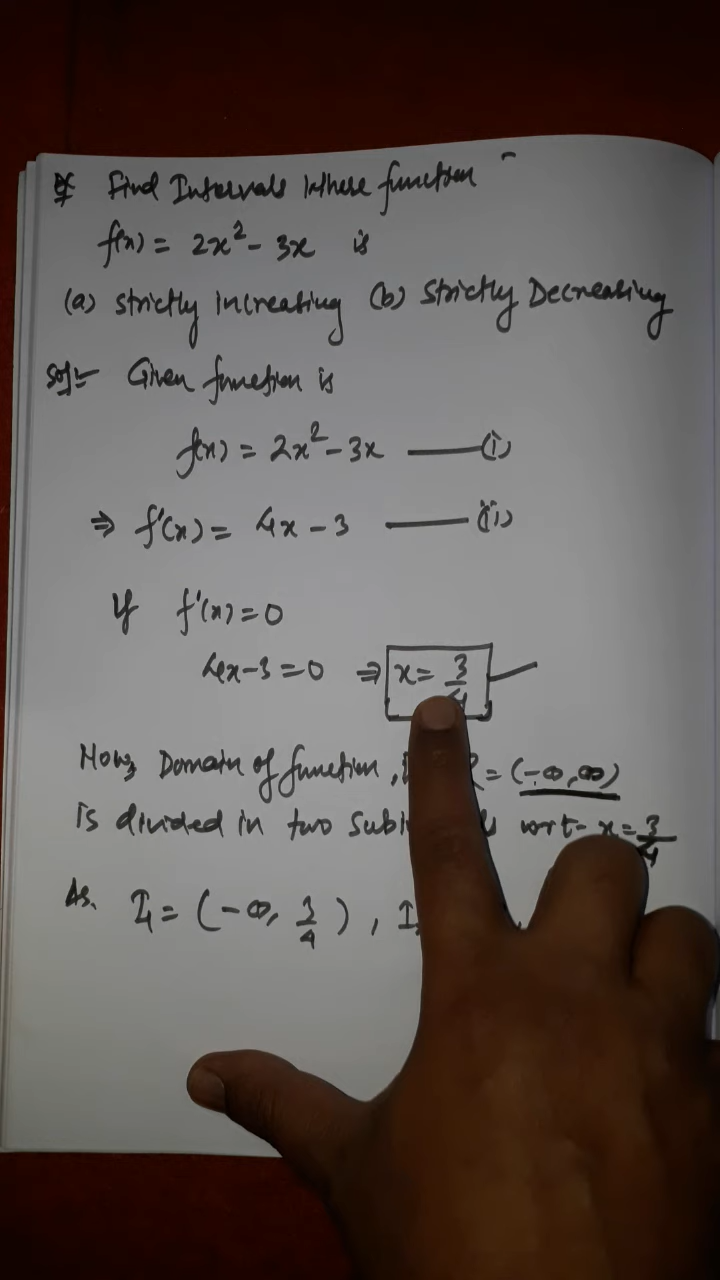 Q Find Intervals where function
f(x) = 2x² - 3x is
(a) strictly increasing (b) strictly Decreasing
Sol:- Given function is
f(x) = 2x² - 3x —— (i)
⇒ f'(x) = 4x - 3 —— (ii)
If f'(x) = 0
4x - 3 = 0 ⇒ x = 3/4
Now, Domain of function, = (-∞, ∞)
is divided in two w.r.t. x = 3/4
As. I₁ = (-∞, 3/4),